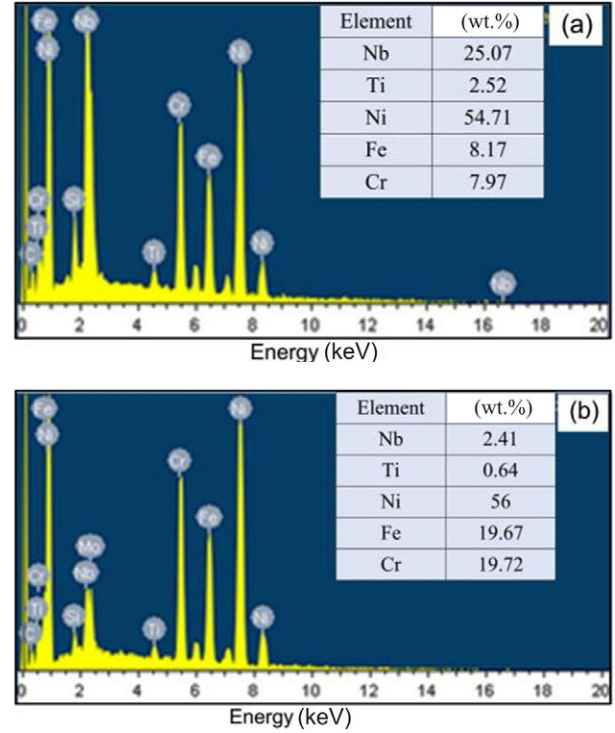 (a)
Element (wt.%)
Nb 25.07
Ti 2.52
Ni 54.71
Fe 8.17
Cr 7.97
Fe Nb
Ni Ni
Cr
Fe
Cr Si
Ti Ti Ni
C Nb
0 2 4 6 8 10 12 14 16 18 20
Energy (keV)
(b)
Element (wt.%)
Nb 2.41
Ti 0.64
Ni 56
Fe 19.67
Cr 19.72
Fe Ni
Ni
Cr
Fe
Mo
Cr Nb
Ti Si Ni
C Ti
0 2 4 6 8 10 12 14 16 18 20
Energy (keV)